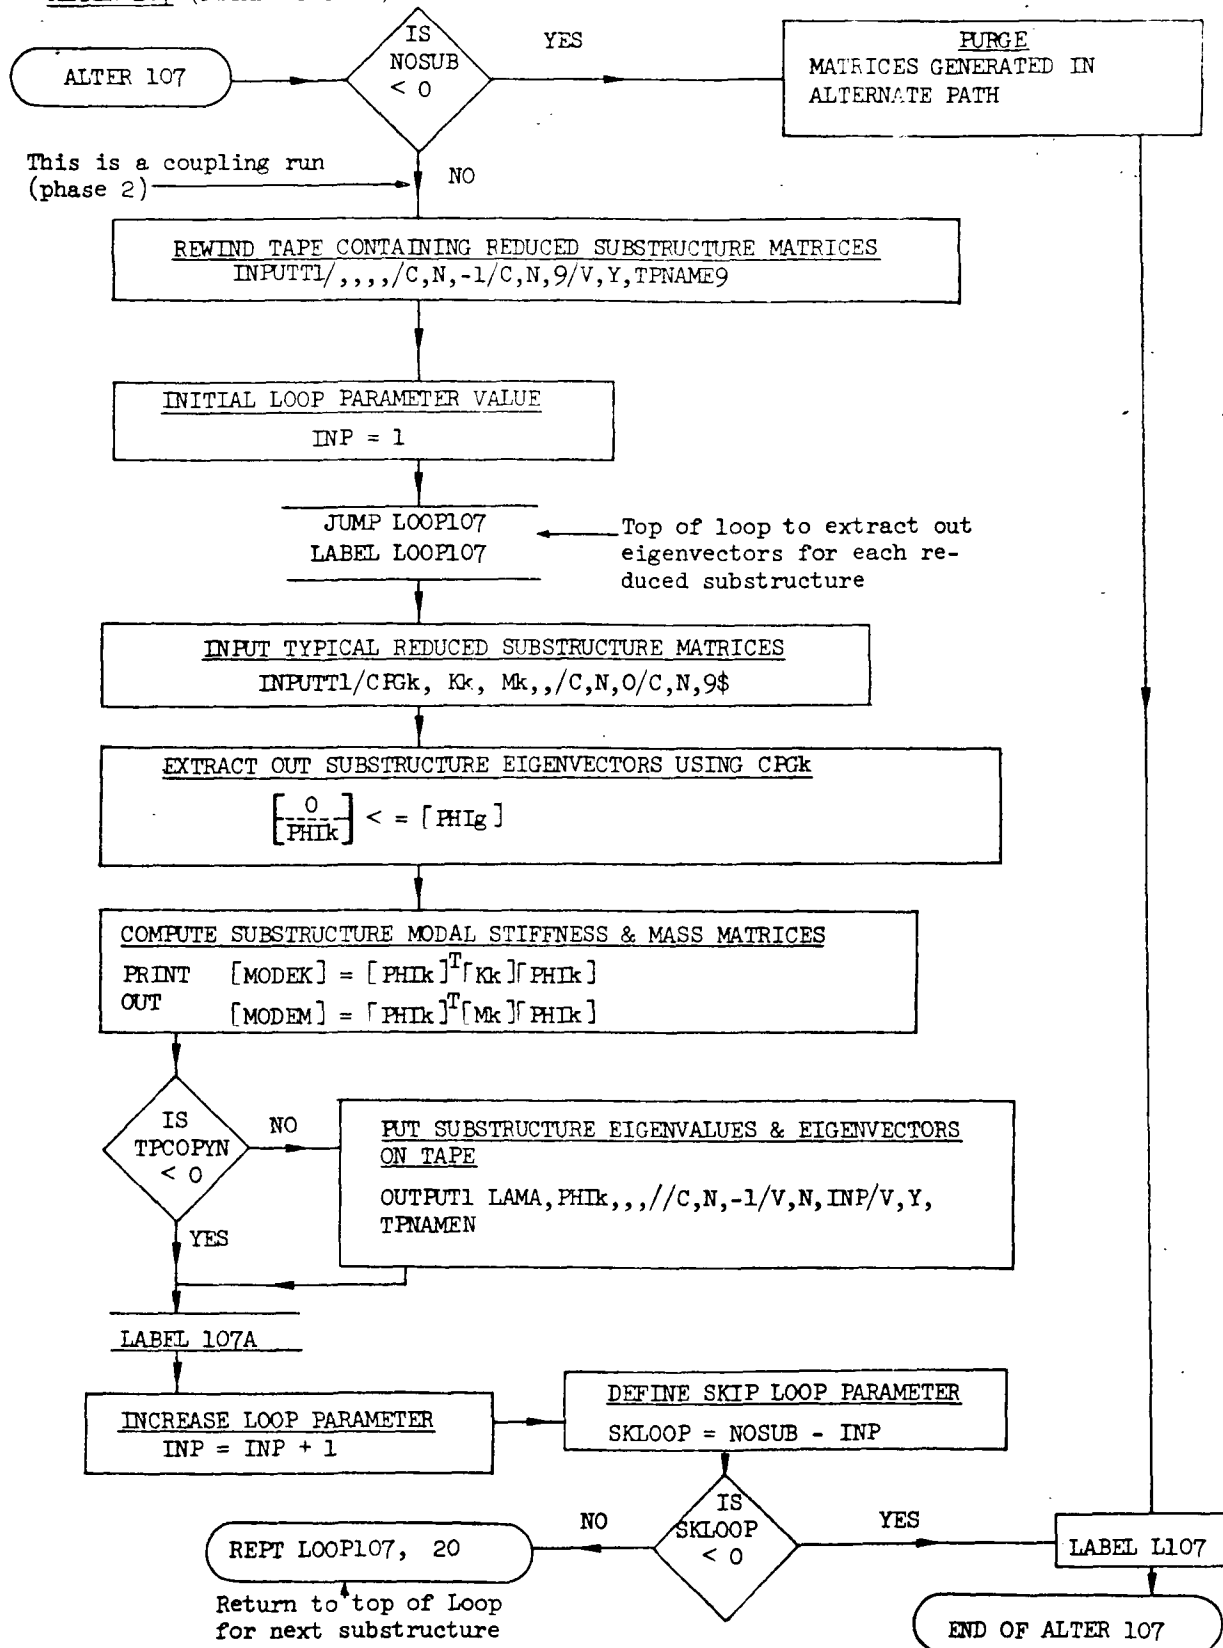 ALTER 107
IS
NOSUB
< 0
YES
PURGE
MATRICES GENERATED IN
ALTERNATE PATH
This is a coupling run
(phase 2)
NO
REWIND TAPE CONTAINING REDUCED SUBSTRUCTURE MATRICES
INPUTT1/,,,,/C,N,-1/C,N,9/V,Y,TPNAME9
INITIAL LOOP PARAMETER VALUE
INP = 1
JUMP LOOP107
LABEL LOOP107
Top of loop to extract out
eigenvectors for each re-
duced substructure
INPUT TYPICAL REDUCED SUBSTRUCTURE MATRICES
INPUTT1/CPGk, Kk, Mk,,/C,N,0/C,N,9$
EXTRACT OUT SUBSTRUCTURE EIGENVECTORS USING CPGk
[0
PHIk] < = [PHIg]
COMPUTE SUBSTRUCTURE MODAL STIFFNESS & MASS MATRICES
PRINT [MODEK] = [PHIk]T[Kk][PHIk]
OUT [MODEM] = [PHIk]T[Mk][PHIk]
IS
TPCOPYN
< 0
NO
YES
PUT SUBSTRUCTURE EIGENVALUES & EIGENVECTORS
ON TAPE
OUTPUT1 LAMA,PHIk,,,//C,N,-1/V,N,INP/V,Y,
TPNAMEN
LABEL 107A
INCREASE LOOP PARAMETER
INP = INP + 1
DEFINE SKIP LOOP PARAMETER
SKLOOP = NOSUB - INP
IS
SKLOOP
< 0
NO
YES
REPT LOOP107, 20
Return to top of Loop
for next substructure
LABEL L107
END OF ALTER 107